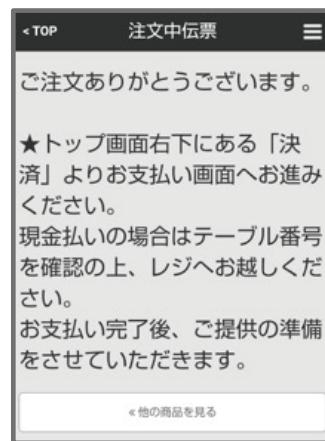 < TOP 注文中伝票
ご注文ありがとうございます。
★トップ画面右下にある「決
済」よりお支払い画面へお進み
ください。
現金払いの場合はテーブル番号
を確認の上、レジへお越しくだ
さい。
お支払い完了後、ご提供の準備
をさせていただきます。
« 他の商品を見る